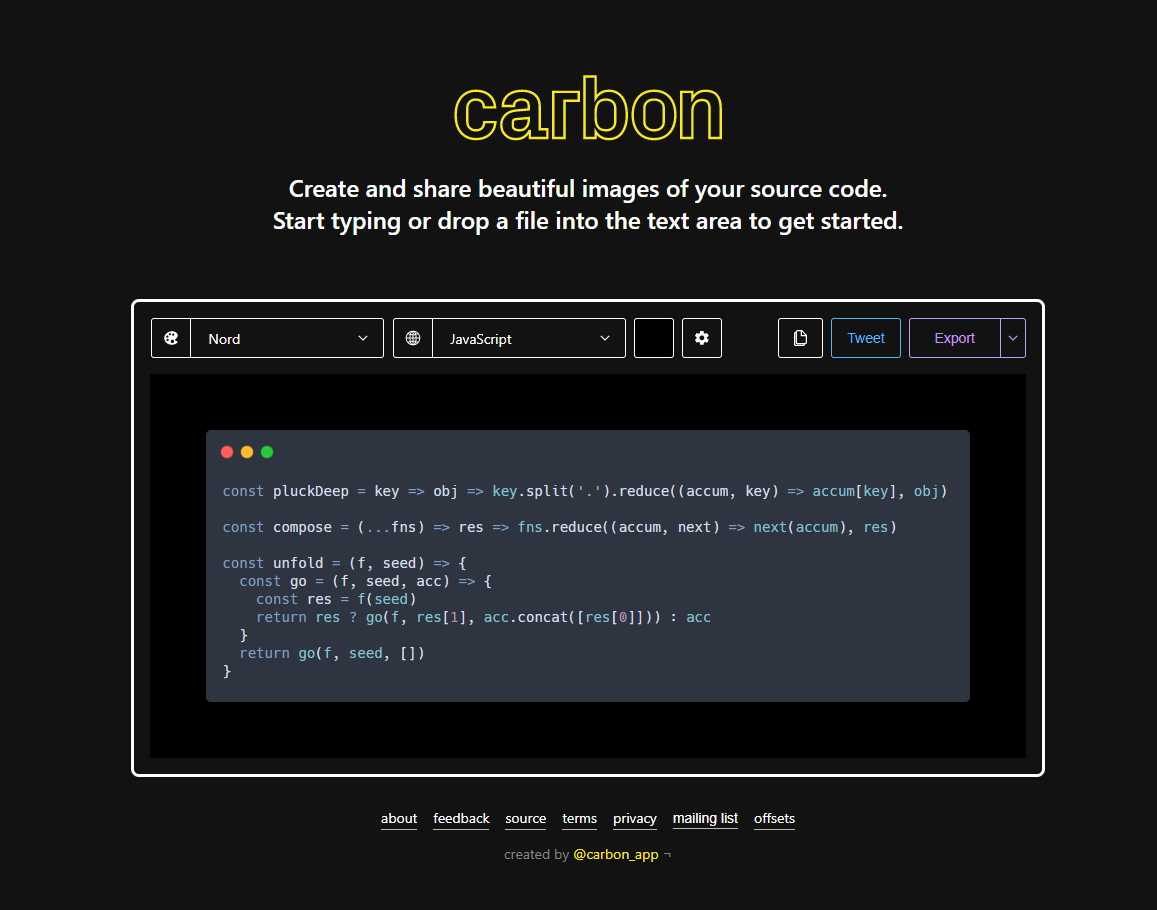 carbon
Create and share beautiful images of your source code.
Start typing or drop a file into the text area to get started.
Nord JavaScript Tweet Export
const pluckDeep = key => obj => key.split('.').reduce((accum, key) => accum[key], obj)
const compose = (...fns) => res => fns.reduce((accum, next) => next(accum), res)
const unfold = (f, seed) => {
  const go = (f, seed, acc) => {
    const res = f(seed)
    return res ? go(f, res[1], acc.concat([res[0]])) : acc
  }
  return go(f, seed, [])
}
about feedback source terms privacy mailing list offsets
created by @carbon_app ¬